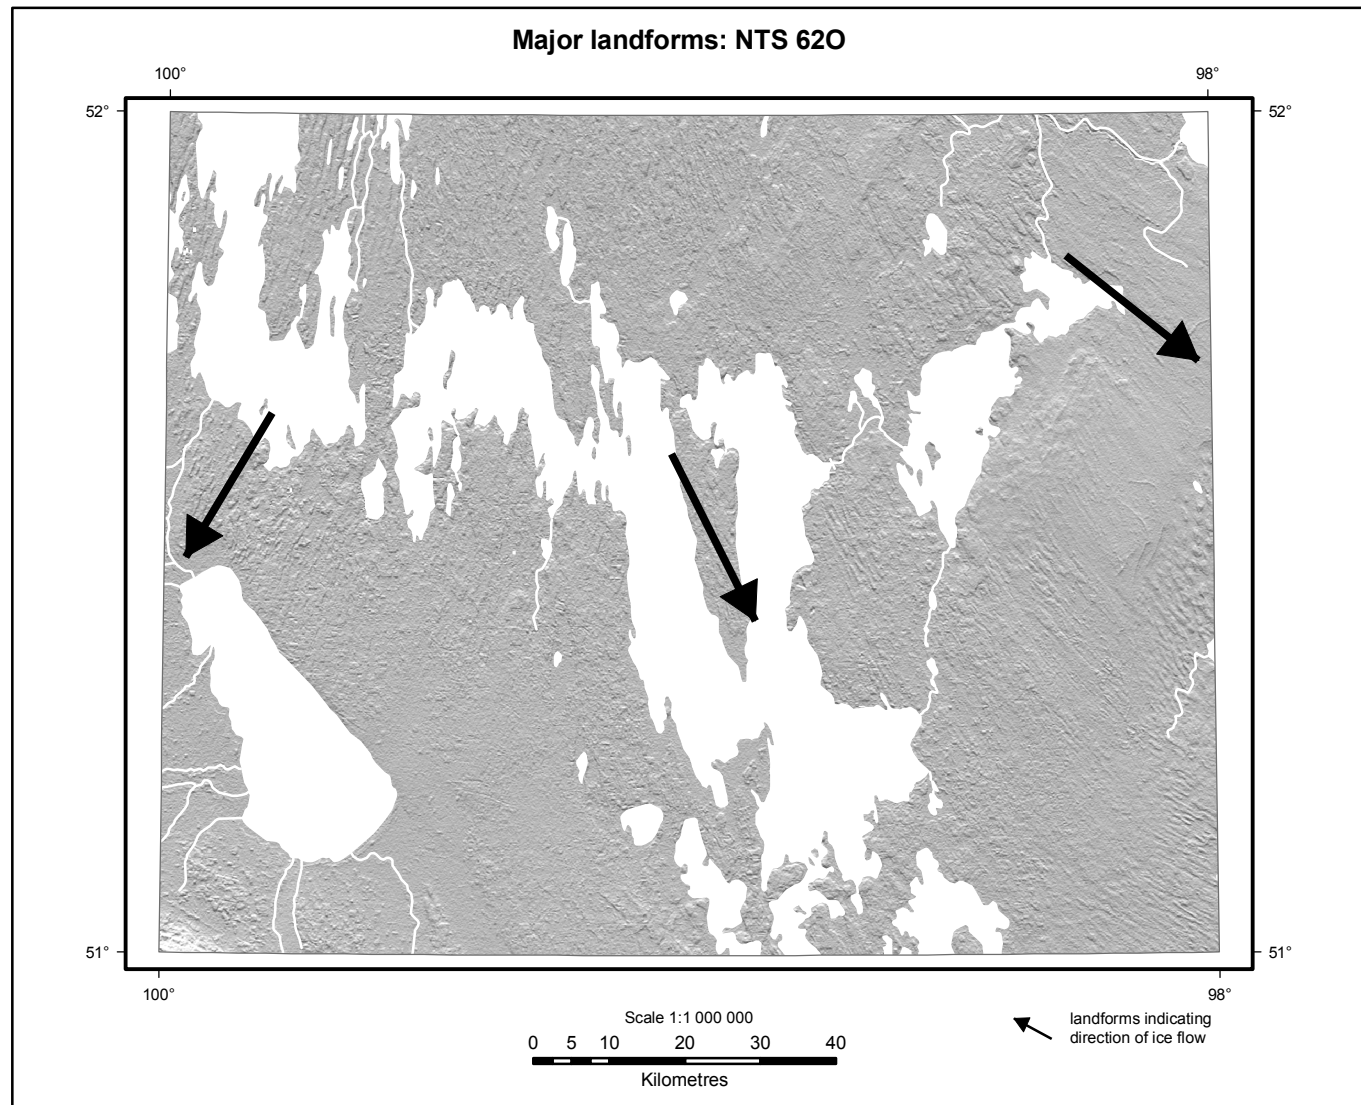 Major landforms: NTS 62O
100° 98°
52° 52°
51° 51°
100° 98°
Scale 1:1 000 000
0 5 10 20 30 40
Kilometres
landforms indicating
direction of ice flow